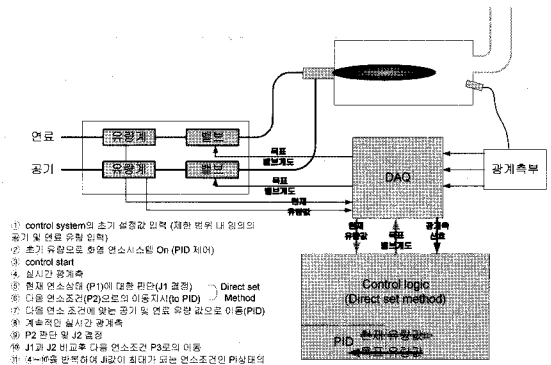 연료
유량계
밸브
공기
유량계
밸브
목표
밸브개도
목표
밸브개도
현재
유량값
DAQ
광계측부
현재
유량값
목표
밸브개도
광계측
신호
Control logic
(Direct set method)
PID
현재 유량값
목표 유량값
① control system의 초기 설정값 입력 (제한 범위 내 임의의
공기 및 연료 유량 입력)
② 초기 유량으로 화염 연소시스템 On (PID 제어)
③ control start
④ 실시간 광계측
⑤ 현재 연소상태 (P1)에 대한 판단(J1 결정)
⑥ 다음 연소조건(P2)으로의 이동지시(to PID)
Direct set
Method
⑦ 다음 연소 조건에 맞는 공기 및 연료 유량 값으로 이동(PID)
⑧ 계속적인 실시간 광계측
⑨ P2 판단 및 J2 결정
⑩ J1과 J2 비교후 다음 연소조건 P3로의 이동
⑪ (4~⑩을 반복하여 Ji값이 최대가 되는 연소조건인 Pi상태의